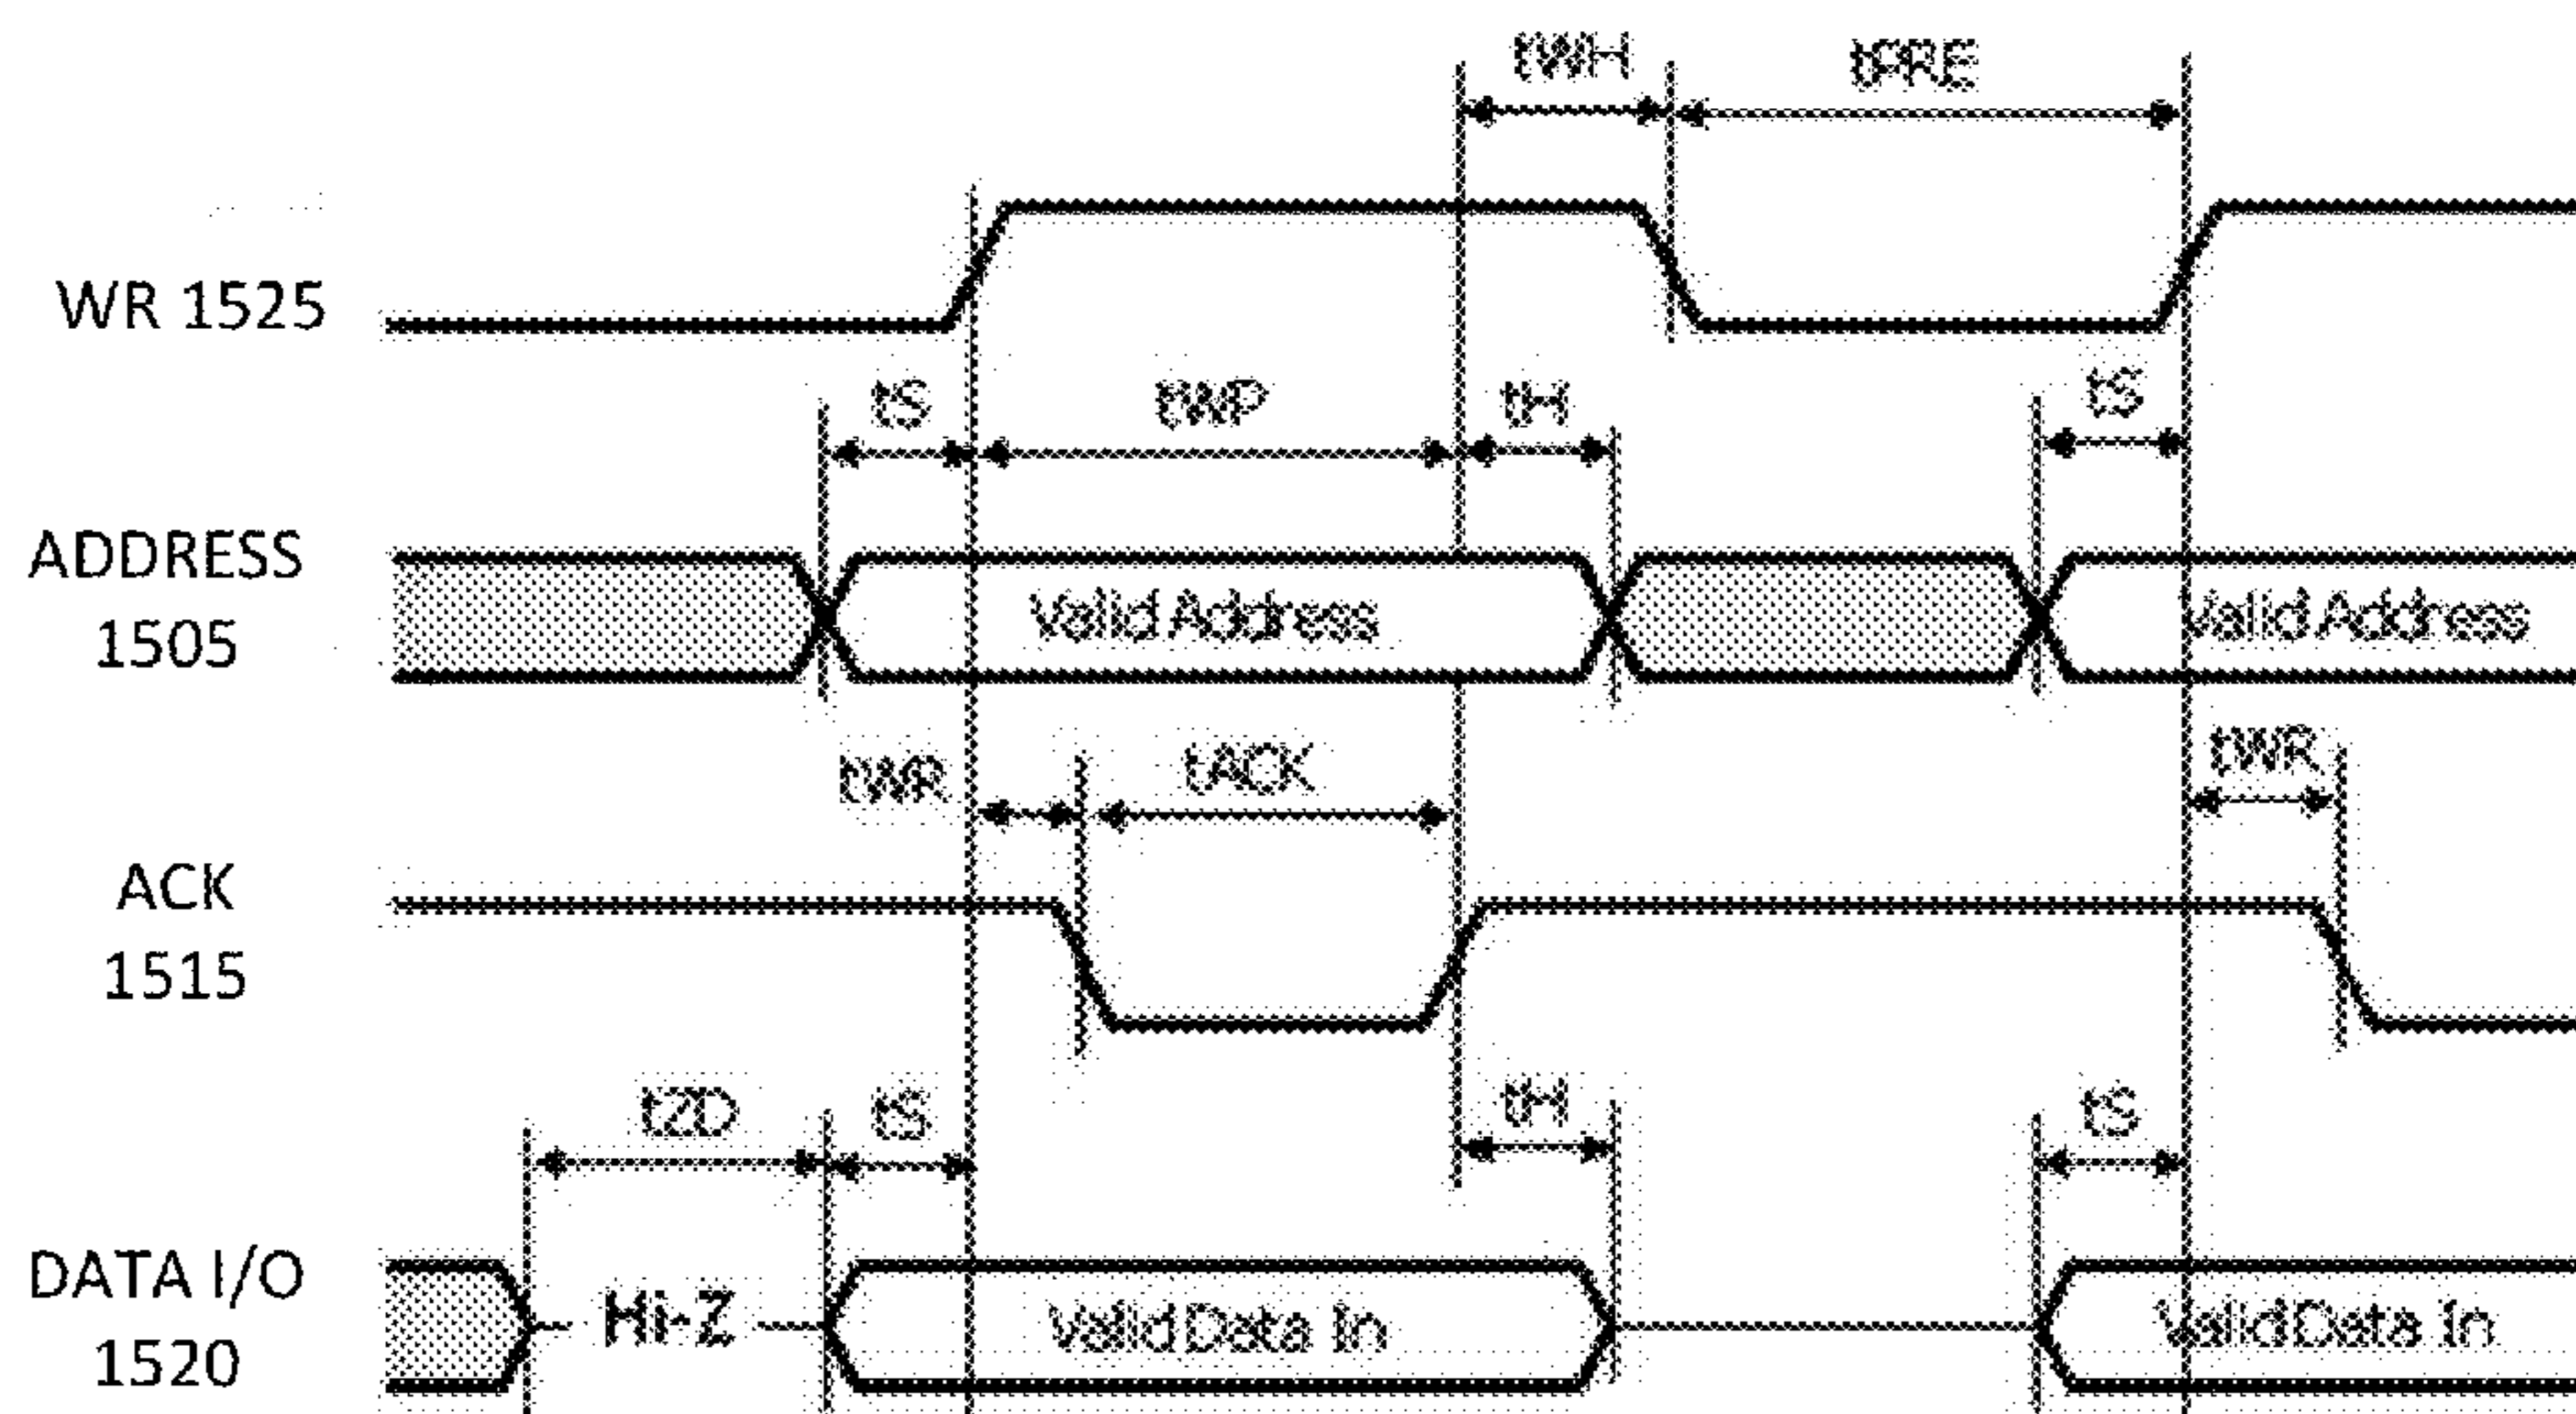 tWH tPRE
WR 1525
tS tWP tH tS
ADDRESS
1505
Valid Address Valid Address
tWR tACK tWR
ACK
1515
tZD tS tH tS
DATA I/O
1520
Hi-Z Valid Data In Valid Data In